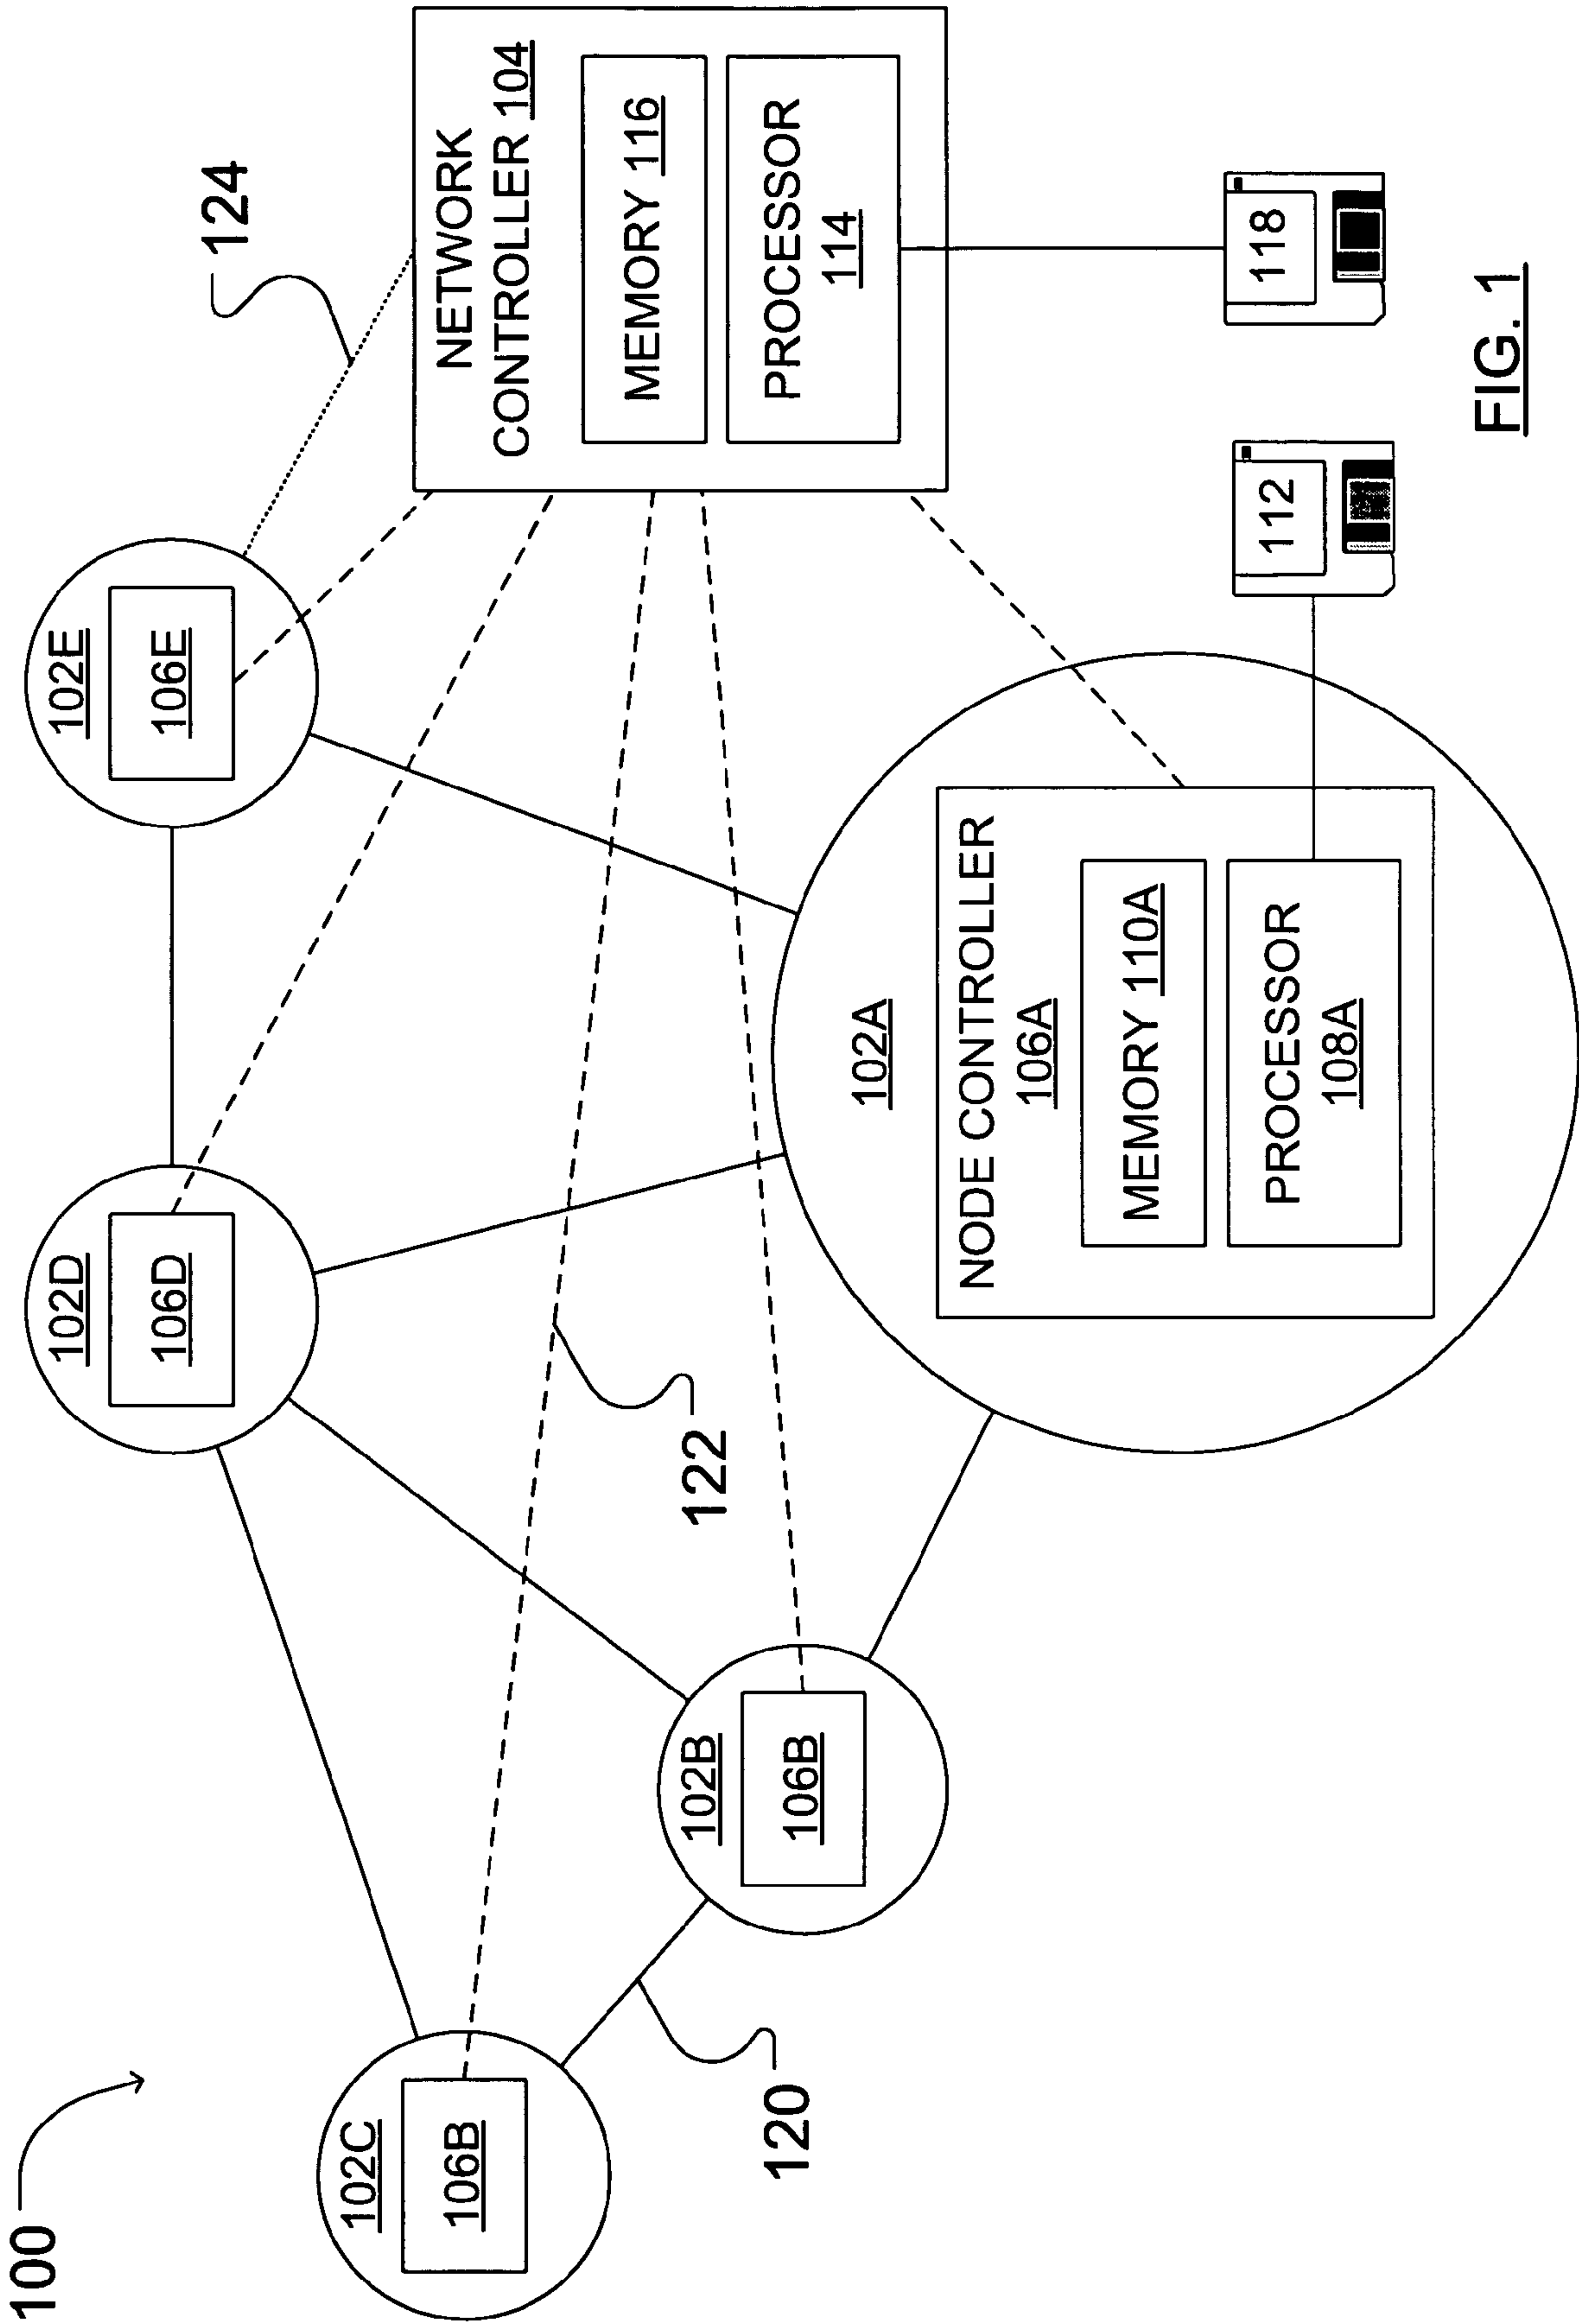 100
102C
106B
120
102B
106B
122
102D
106D
102E
106E
124
NETWORK
CONTROLLER 104
MEMORY 116
PROCESSOR
114
118
102A
NODE CONTROLLER
106A
MEMORY 110A
PROCESSOR
108A
112
FIG. 1